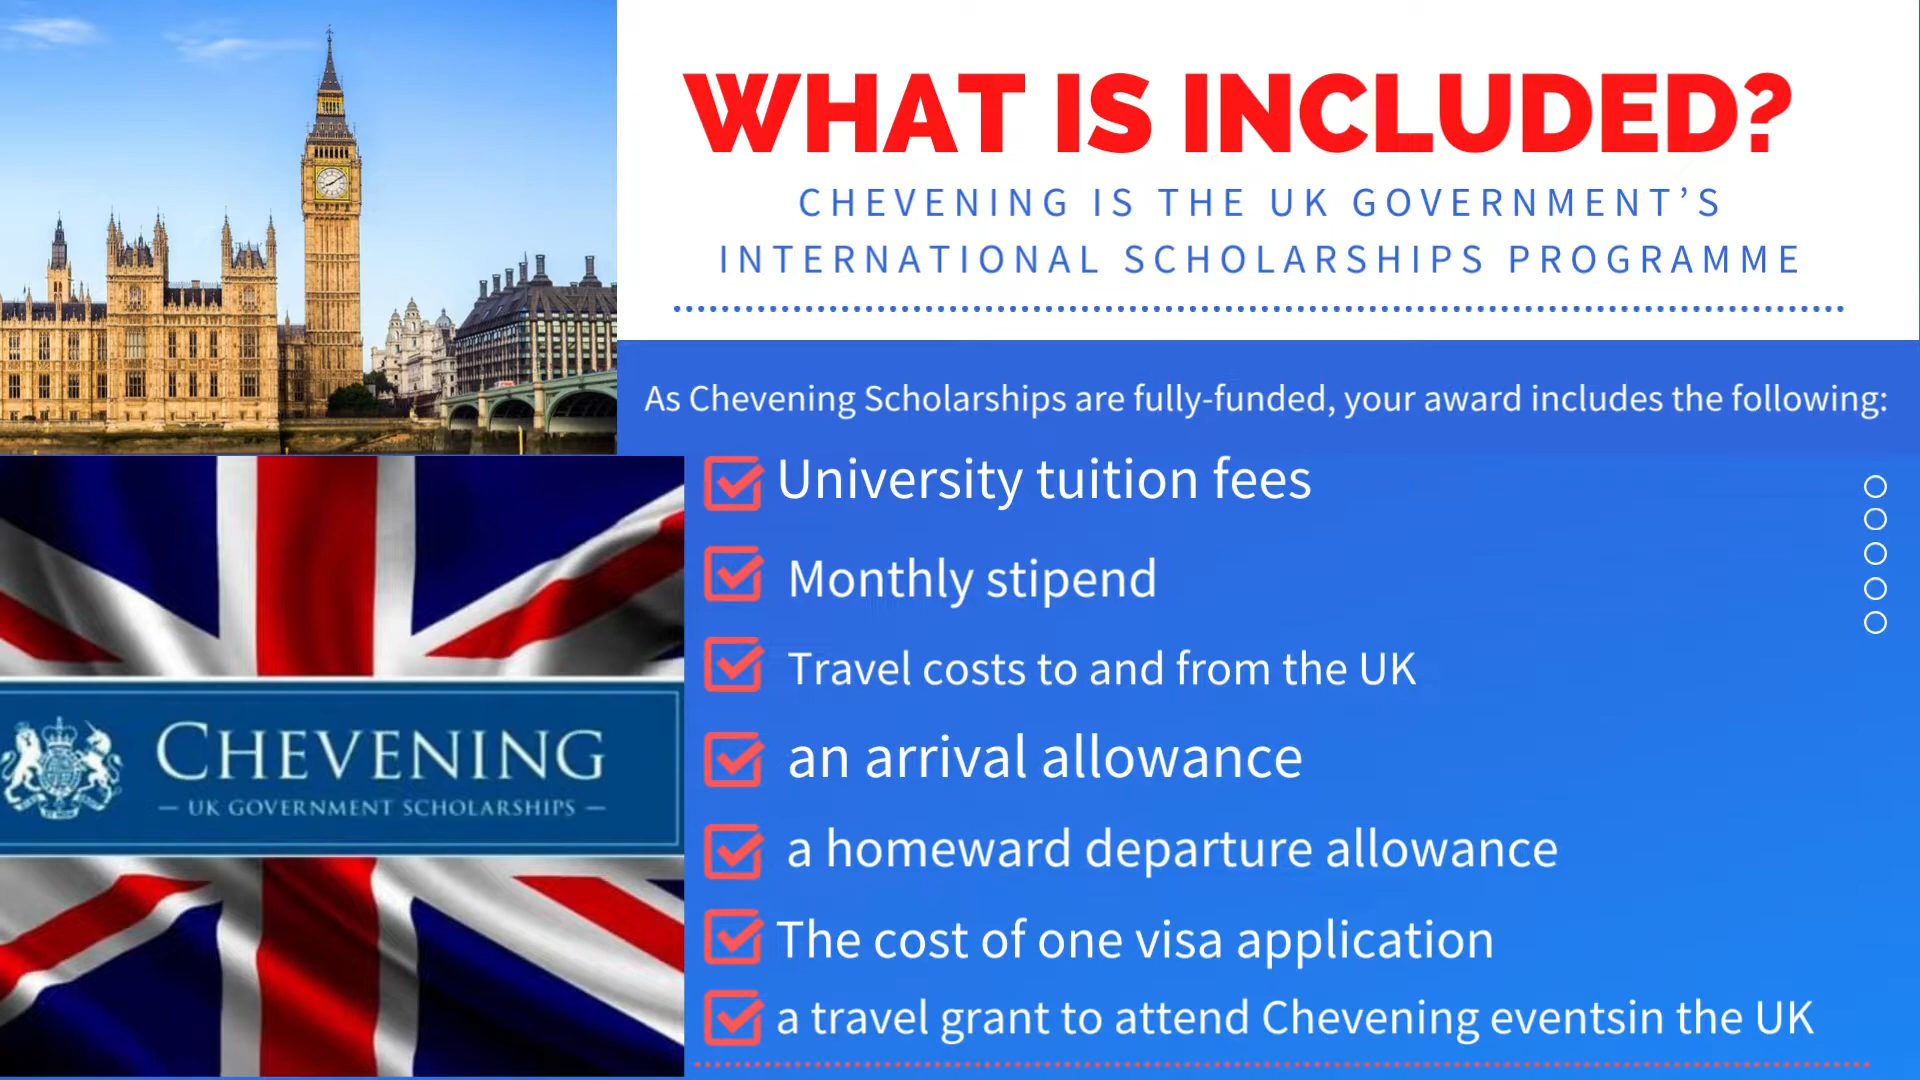 WHAT IS INCLUDED?
CHEVENING IS THE UK GOVERNMENT’S
INTERNATIONAL SCHOLARSHIPS PROGRAMME
As Chevening Scholarships are fully-funded, your award includes the following:
University tuition fees
Monthly stipend
Travel costs to and from the UK
an arrival allowance
a homeward departure allowance
The cost of one visa application
a travel grant to attend Chevening eventsin the UK
CHEVENING
— UK GOVERNMENT SCHOLARSHIPS —